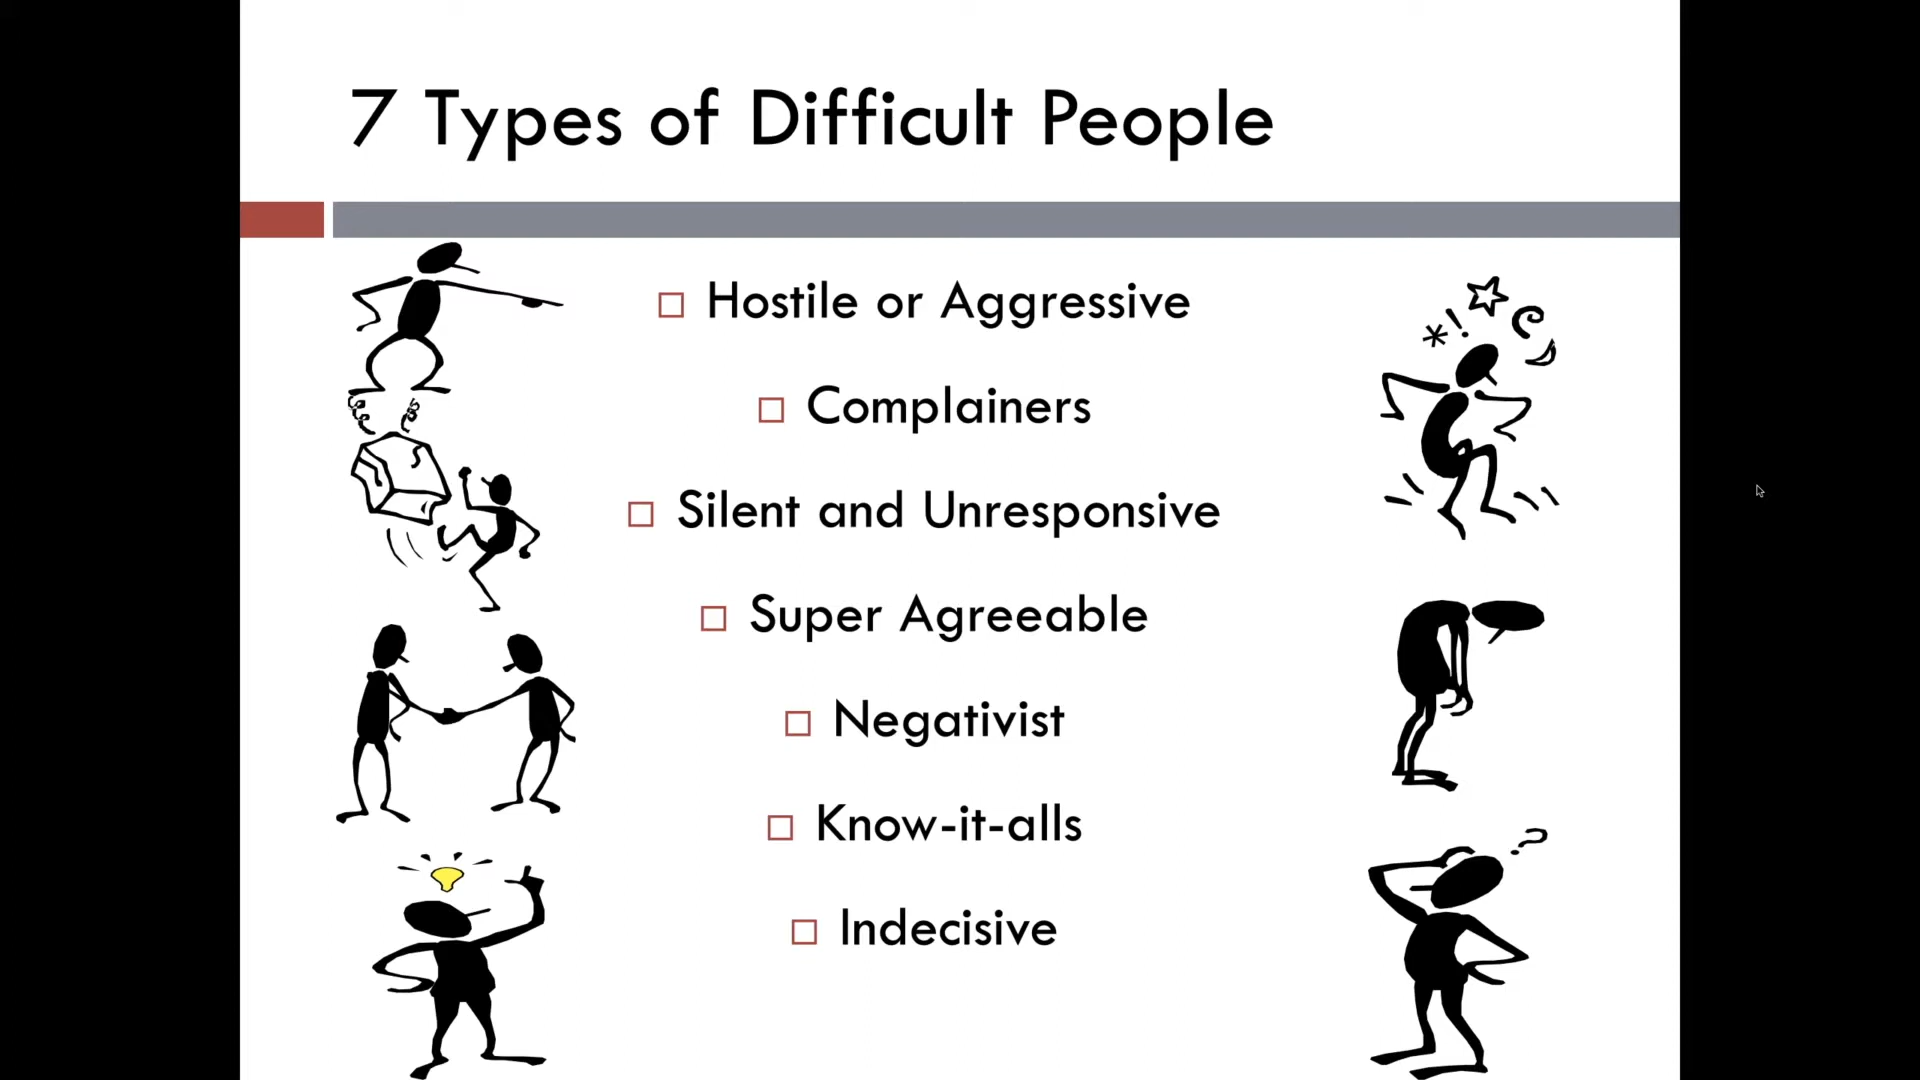 7 Types of Difficult People
Hostile or Aggressive
Complainers
Silent and Unresponsive
Super Agreeable
Negativist
Know-it-alls
Indecisive